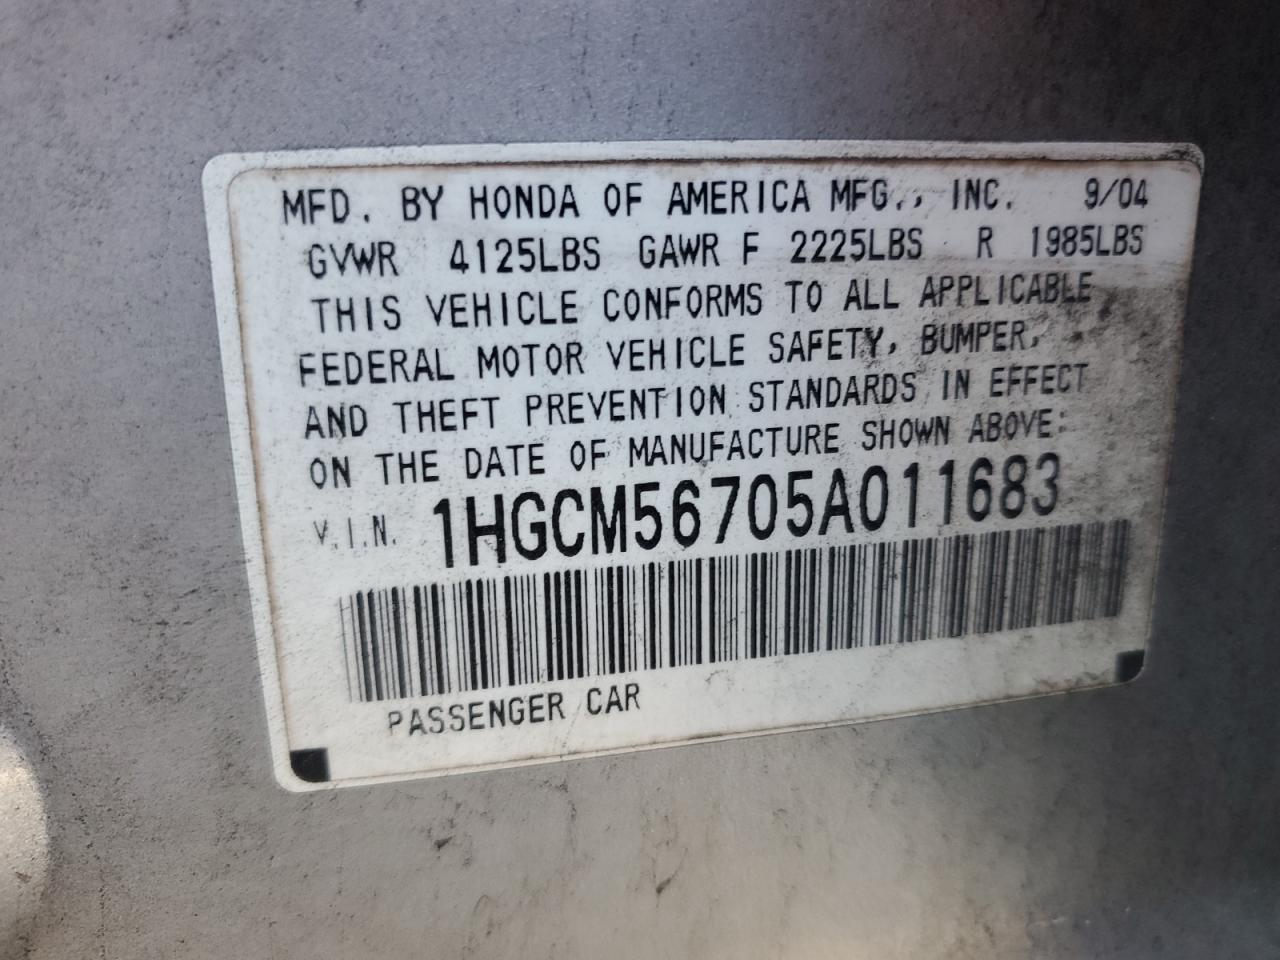 MFD. BY HONDA OF AMERICA MFG., INC. 9/04
GVWR 4125LBS GAWR F 2225LBS R 1985LBS
THIS VEHICLE CONFORMS TO ALL APPLICABLE
FEDERAL MOTOR VEHICLE SAFETY, BUMPER,
AND THEFT PREVENTION STANDARDS IN EFFECT
ON THE DATE OF MANUFACTURE SHOWN ABOVE:
V.I.N. 1HGCM56705A011683
PASSENGER CAR